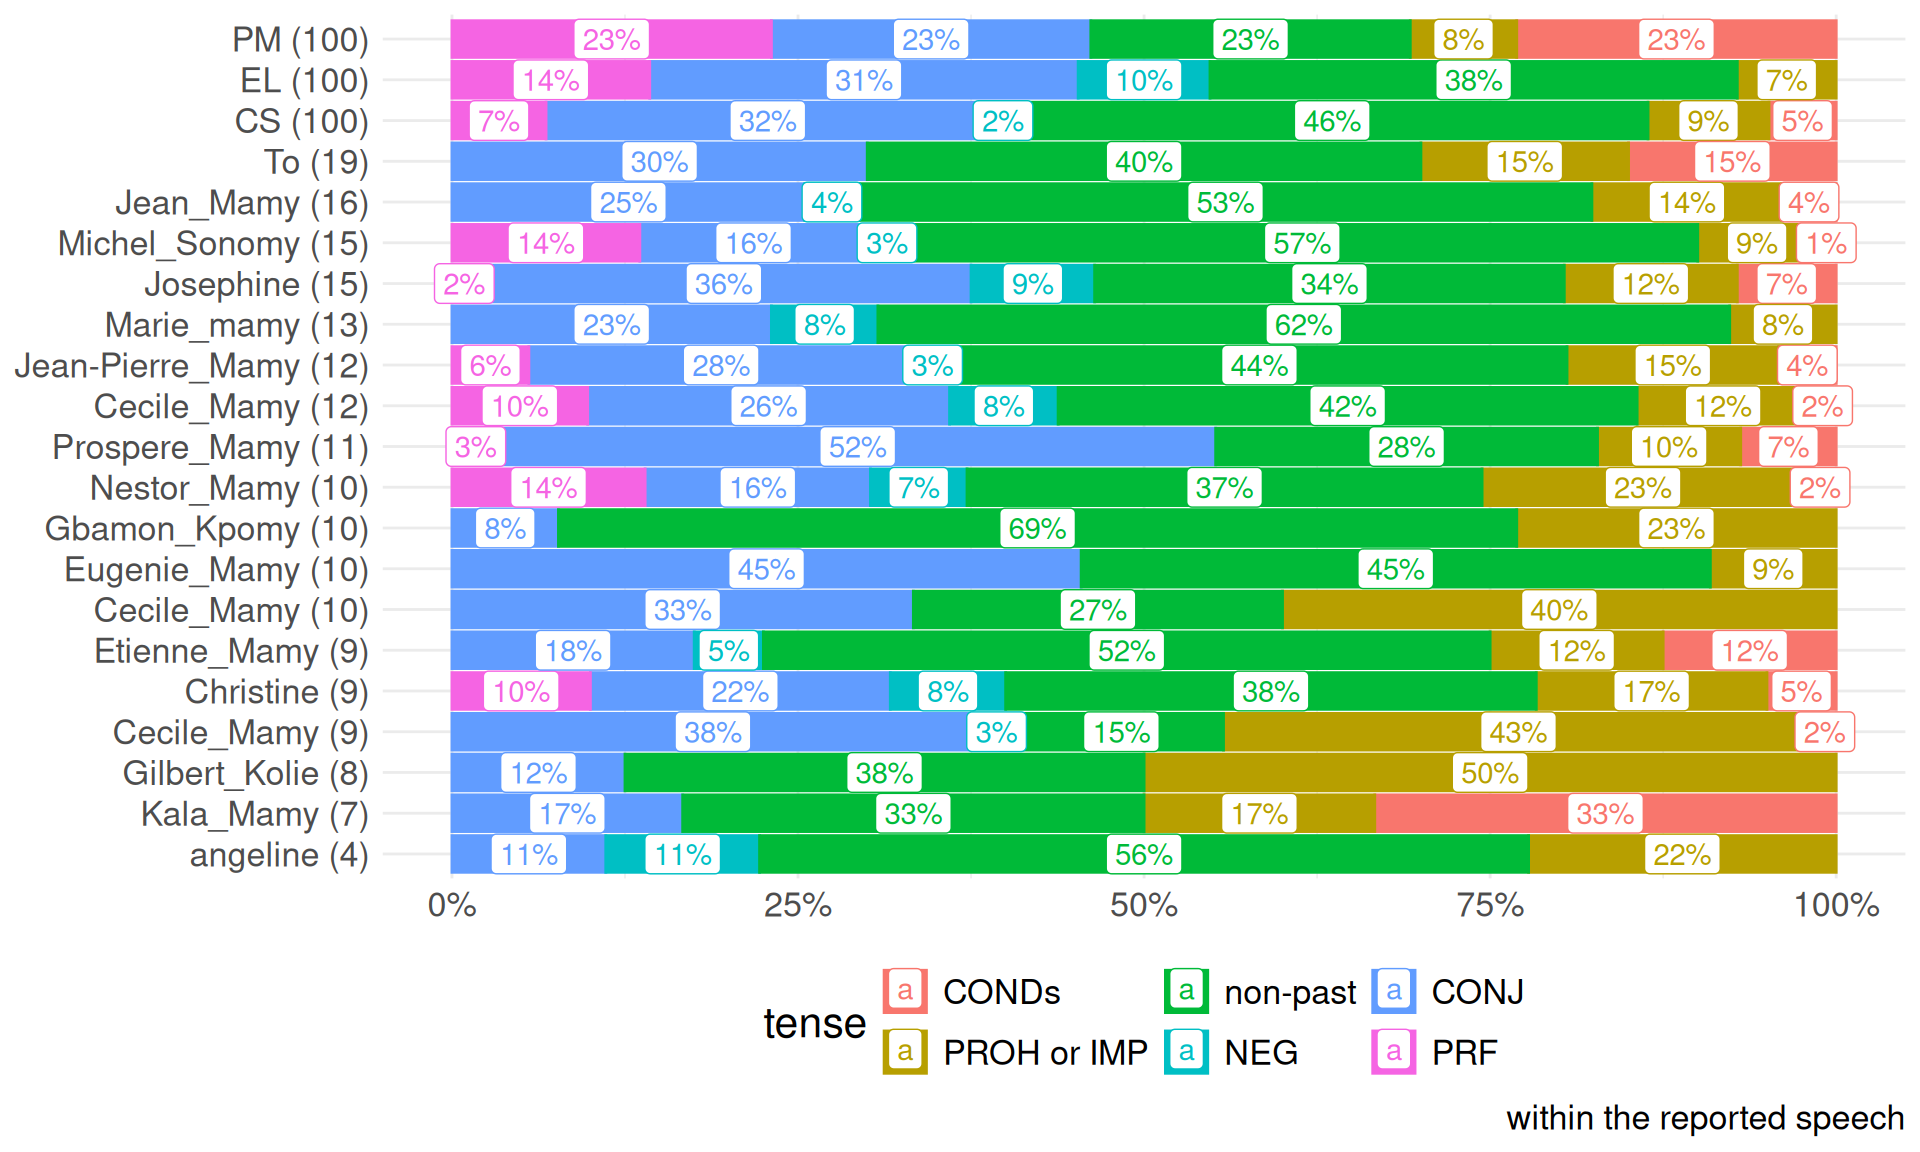 PM (100) 23% 23% 23% 8% 23%
EL (100) 14% 31% 10% 38% 7%
CS (100) 7% 32% 2% 46% 9% 5%
To (19) 30% 40% 15% 15%
Jean_Mamy (16) 25% 4% 53% 14% 4%
Michel_Sonomy (15) 14% 16% 3% 57% 9% 1%
Josephine (15) 2% 36% 9% 34% 12% 7%
Marie_mamy (13) 23% 8% 62% 8%
Jean-Pierre_Mamy (12) 6% 28% 3% 44% 15% 4%
Cecile_Mamy (12) 10% 26% 8% 42% 12% 2%
Prospere_Mamy (11) 3% 52% 28% 10% 7%
Nestor_Mamy (10) 14% 16% 7% 37% 23% 2%
Gbamon_Kpomy (10) 8% 69% 23%
Eugenie_Mamy (10) 45% 45% 9%
Cecile_Mamy (10) 33% 27% 40%
Etienne_Mamy (9) 18% 5% 52% 12% 12%
Christine (9) 10% 22% 8% 38% 17% 5%
Cecile_Mamy (9) 38% 3% 15% 43% 2%
Gilbert_Kolie (8) 12% 38% 50%
Kala_Mamy (7) 17% 33% 17% 33%
angeline (4) 11% 11% 56% 22%
0% 25% 50% 75% 100%
tense
a CONDs a non-past a CONJ
a PROH or IMP a NEG a PRF
within the reported speech